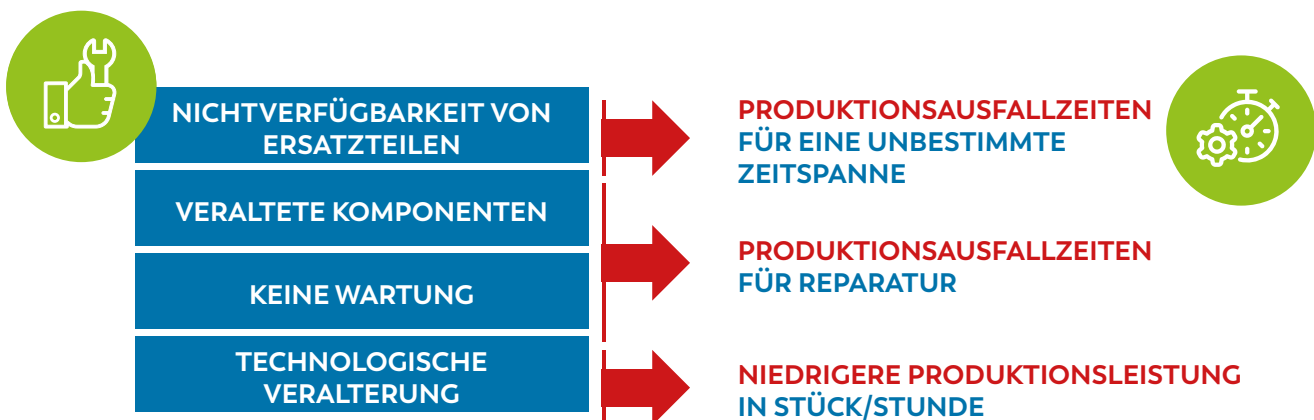 NICHTVERFÜGBARKEIT VON
ERSATZTEILEN
PRODUKTIONSAUSFALLZEITEN
FÜR EINE UNBESTIMMTE
ZEITSPANNE
VERALTETE KOMPONENTEN
KEINE WARTUNG
PRODUKTIONSAUSFALLZEITEN
FÜR REPARATUR
TECHNOLOGISCHE
VERALTERUNG
NIEDRIGERE PRODUKTIONSLEISTUNG
IN STÜCK/STUNDE